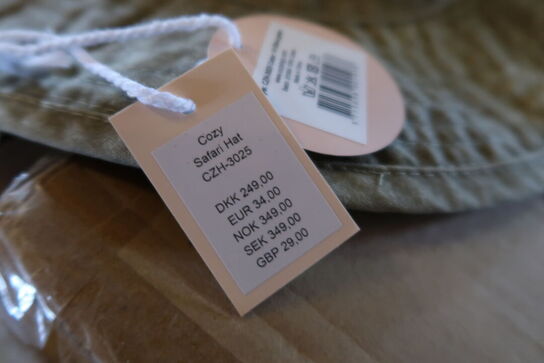 Cozy
Safari Hat
CZH-3025
DKK 249,00
EUR 34,00
NOK 349,00
SEK 349,00
GBP 29,00